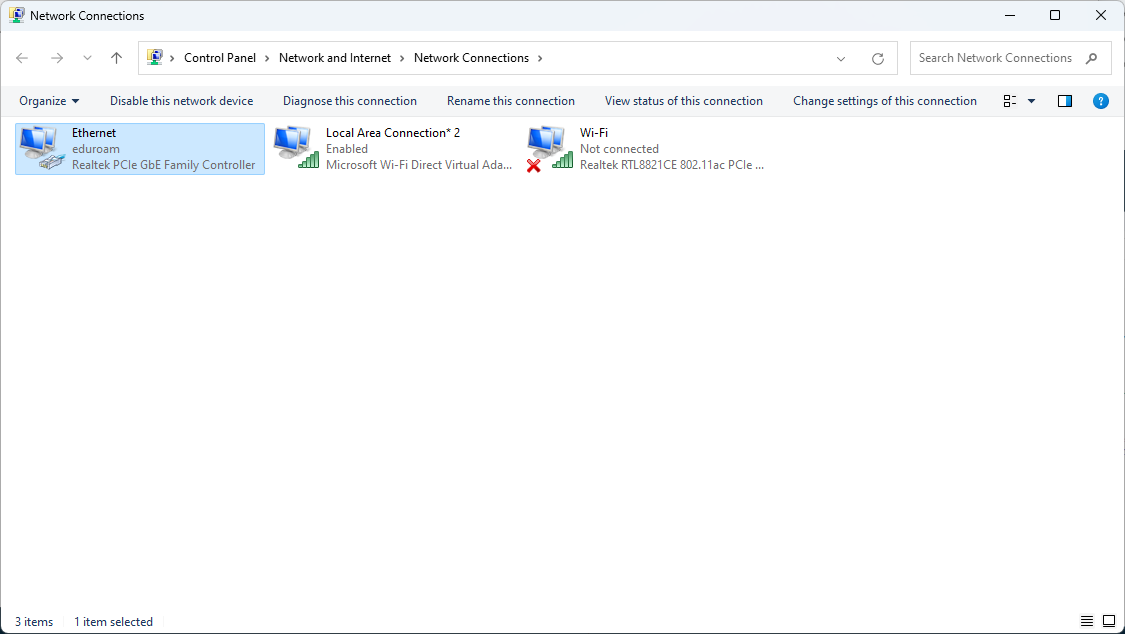 Network Connections
Control Panel > Network and Internet > Network Connections >
Search Network Connections
Organize
Disable this network device
Diagnose this connection
Rename this connection
View status of this connection
Change settings of this connection
?
Ethernet
eduroam
Realtek PCIe GbE Family Controller
Local Area Connection* 2
Enabled
Microsoft Wi-Fi Direct Virtual Ada...
Wi-Fi
Not connected
Realtek RTL8821CE 802.11ac PCIe ...
3 items
1 item selected